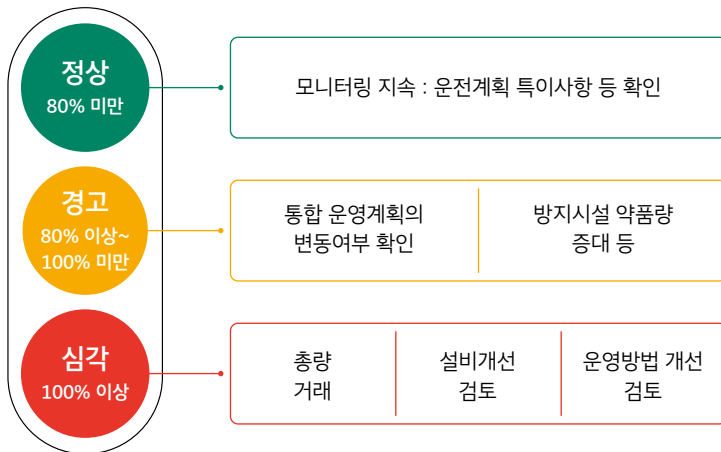 정상
80% 미만
모니터링 지속 : 운전계획 특이사항 등 확인
경고
80% 이상~
100% 미만
통합 운영계획의
변동여부 확인
방지시설 약품량
증대 등
심각
100% 이상
총량
거래
설비개선
검토
운영방법 개선
검토